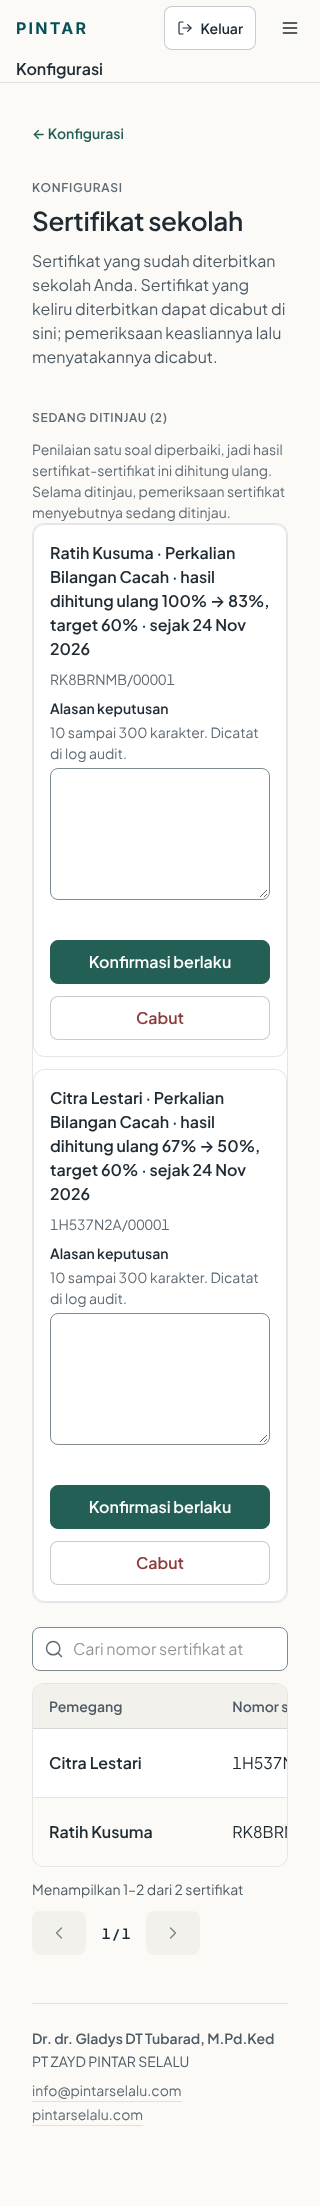 PINTAR
Keluar
Konfigurasi
← Konfigurasi
KONFIGURASI
Sertifikat sekolah
Sertifikat yang sudah diterbitkan
sekolah Anda. Sertifikat yang
keliru diterbitkan dapat dicabut di
sini; pemeriksaan keasliannya lalu
menyatakannya dicabut.
SEDANG DITINJAU (2)
Penilaian satu soal diperbaiki, jadi hasil
sertifikat-sertifikat ini dihitung ulang.
Selama ditinjau, pemeriksaan sertifikat
menyebutnya sedang ditinjau.
Ratih Kusuma · Perkalian
Bilangan Cacah · hasil
dihitung ulang 100% → 83%,
target 60% · sejak 24 Nov
2026
RK8BRNMB/00001
Alasan keputusan
10 sampai 300 karakter. Dicatat
di log audit.
Konfirmasi berlaku
Cabut
Citra Lestari · Perkalian
Bilangan Cacah · hasil
dihitung ulang 67% → 50%,
target 60% · sejak 24 Nov
2026
1H537N2A/00001
Alasan keputusan
10 sampai 300 karakter. Dicatat
di log audit.
Konfirmasi berlaku
Cabut
Cari nomor sertifikat at
Pemegang Nomor s
Citra Lestari 1H537N
Ratih Kusuma RK8BRN
Menampilkan 1–2 dari 2 sertifikat
1/1
Dr. dr. Gladys DT Tubarad, M.Pd.Ked
PT ZAYD PINTAR SELALU
info@pintarselalu.com
pintarselalu.com